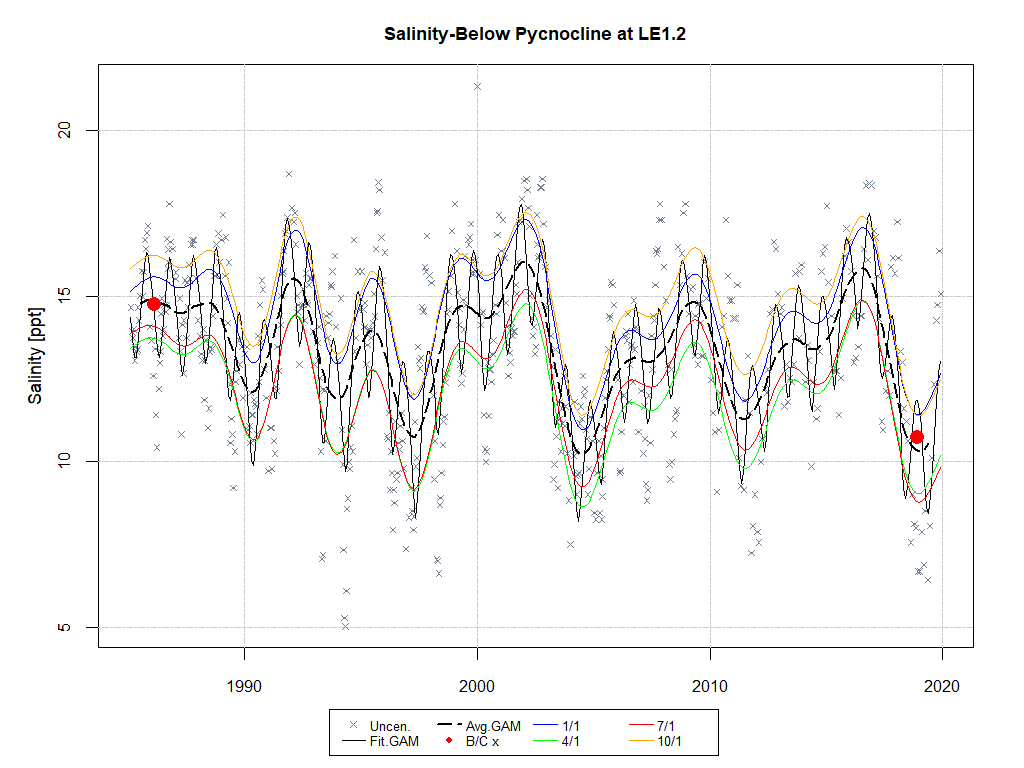 Salinity-Below Pycnocline at LE1.2
Salinity [ppt]
20
15
10
5
1990 2000 2010 2020
Uncen. Avg.GAM 1/1 7/1
Fit.GAM B/C x 4/1 10/1